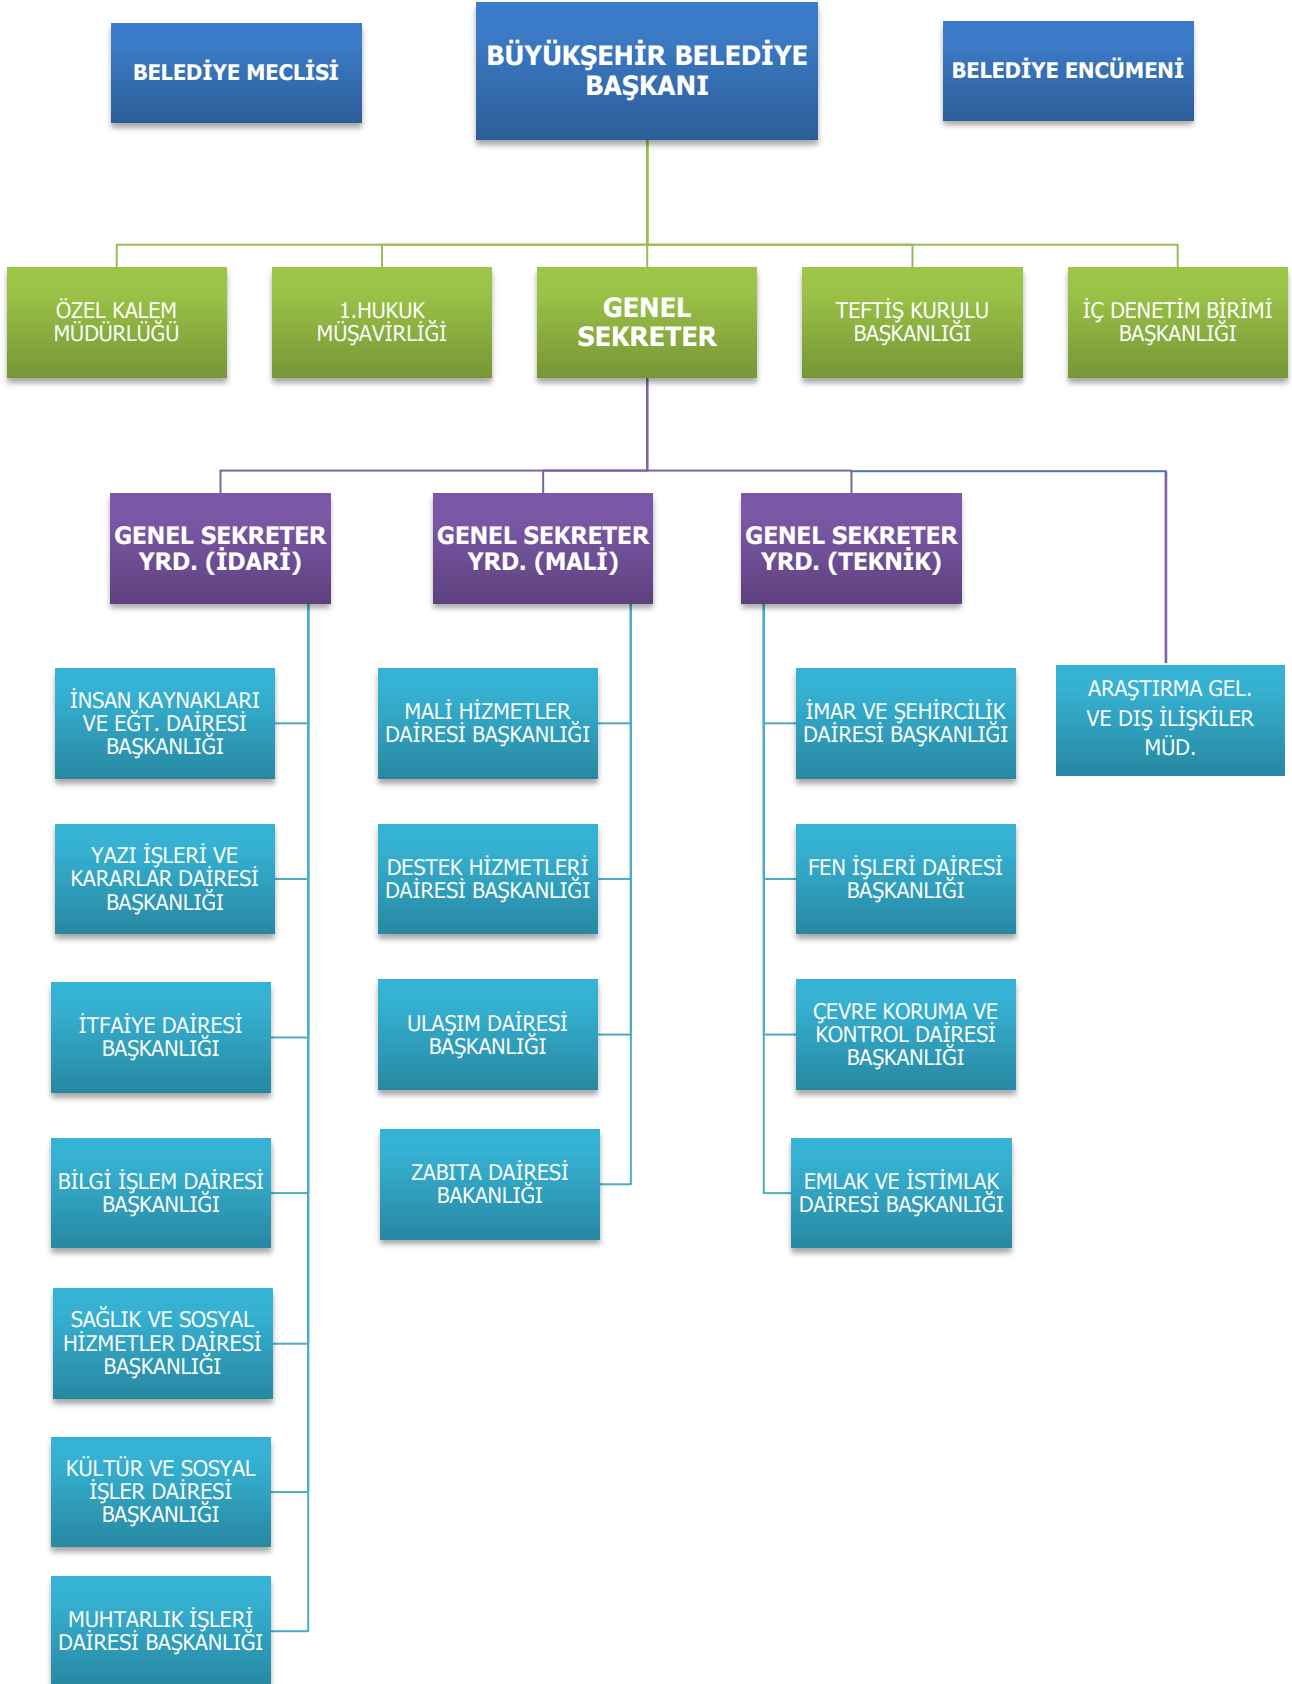 BELEDİYE MECLİSİ
BÜYÜKŞEHİR BELEDİYE
BAŞKANI
BELEDİYE ENCÜMENİ
ÖZEL KALEM
MÜDÜRLÜĞÜ
1.HUKUK
MÜŞAVİRLİĞİ
GENEL
SEKRETER
TEFTİŞ KURULU
BAŞKANLIĞI
İÇ DENETİM BİRİMİ
BAŞKANLIĞI
GENEL SEKRETER
YRD. (İDARİ)
GENEL SEKRETER
YRD. (MALİ)
GENEL SEKRETER
YRD. (TEKNİK)
İNSAN KAYNAKLARI
VE EĞT. DAİRESİ
BAŞKANLIĞI
MALİ HİZMETLER
DAİRESİ BAŞKANLIĞI
İMAR VE ŞEHİRCİLİK
DAİRESİ BAŞKANLIĞI
ARAŞTIRMA GEL.
VE DIŞ İLİŞKİLER
MÜD.
YAZI İŞLERİ VE
KARARLAR DAİRESİ
BAŞKANLIĞI
DESTEK HİZMETLERİ
DAİRESİ BAŞKANLIĞI
FEN İŞLERİ DAİRESİ
BAŞKANLIĞI
İTFAİYE DAİRESİ
BAŞKANLIĞI
ULAŞIM DAİRESİ
BAŞKANLIĞI
ÇEVRE KORUMA VE
KONTROL DAİRESİ
BAŞKANLIĞI
BİLGİ İŞLEM DAİRESİ
BAŞKANLIĞI
ZABITA DAİRESİ
BAKANLIĞI
EMLAK VE İSTİMLAK
DAİRESİ BAŞKANLIĞI
SAĞLIK VE SOSYAL
HİZMETLER DAİRESİ
BAŞKANLIĞI
KÜLTÜR VE SOSYAL
İŞLER DAİRESİ
BAŞKANLIĞI
MUHTARLIK İŞLERİ
DAİRESİ BAŞKANLIĞI